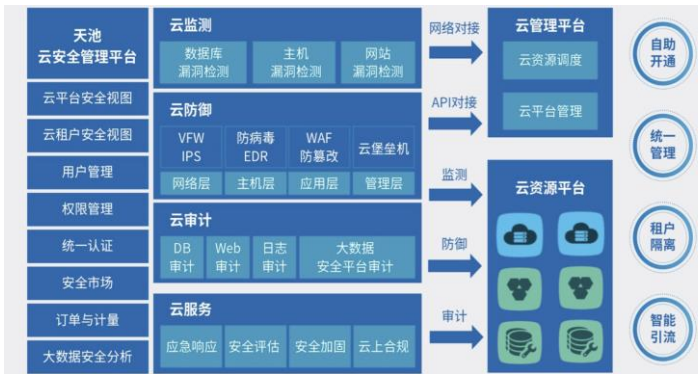 天池
云安全管理平台
云平台安全视图
云租户安全视图
用户管理
权限管理
统一认证
安全市场
订单与计量
大数据安全分析
云监测
数据库
漏洞检测
主机
漏洞检测
网站
漏洞检测
云防御
VFW
IPS
防病毒
EDR
WAF
防篡改
云堡垒机
网络层
主机层
应用层
管理层
云审计
DB
审计
Web
审计
日志
审计
大数据
安全平台审计
云服务
应急响应
安全评估
安全加固
云上合规
网络对接
API对接
监测
防御
审计
云管理平台
云资源调度
云平台管理
云资源平台
自助
开通
统一
管理
租户
隔离
智能
引流